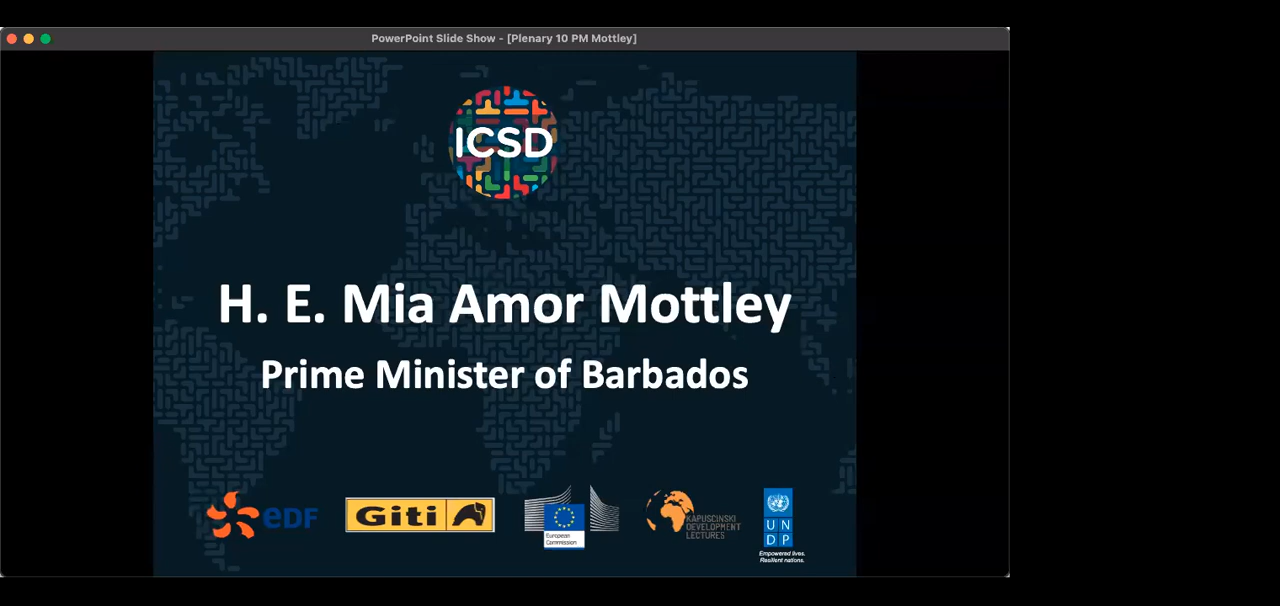 PowerPoint Slide Show - [Plenary 10 PM Mottley]
ICSD
H. E. Mia Amor Mottley
Prime Minister of Barbados
eDF
Giti
European
Commission
KAPUSCINSKI
DEVELOPMENT
LECTURES
U N
D P
Empowered lives.
Resilient nations.